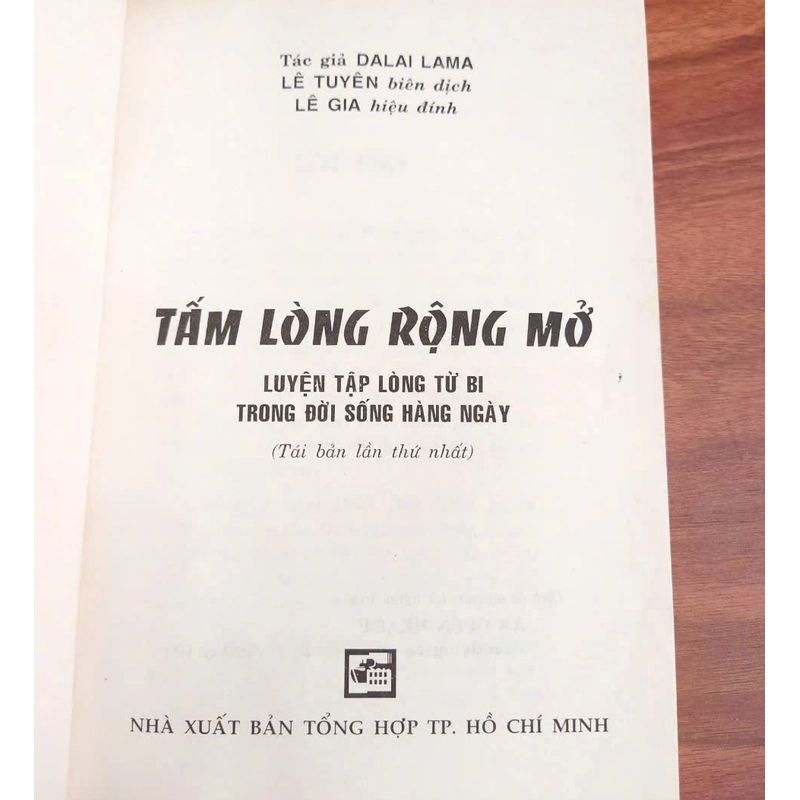 Tác giả DALAI LAMA
LÊ TUYÊN biên dịch
LÊ GIA hiệu đính
TẤM LÒNG RỘNG MỞ
LUYỆN TẬP LÒNG TỪ BI
TRONG ĐỜI SỐNG HÀNG NGÀY
(Tái bản lần thứ nhất)
NHÀ XUẤT BẢN TỔNG HỢP TP. HỒ CHÍ MINH